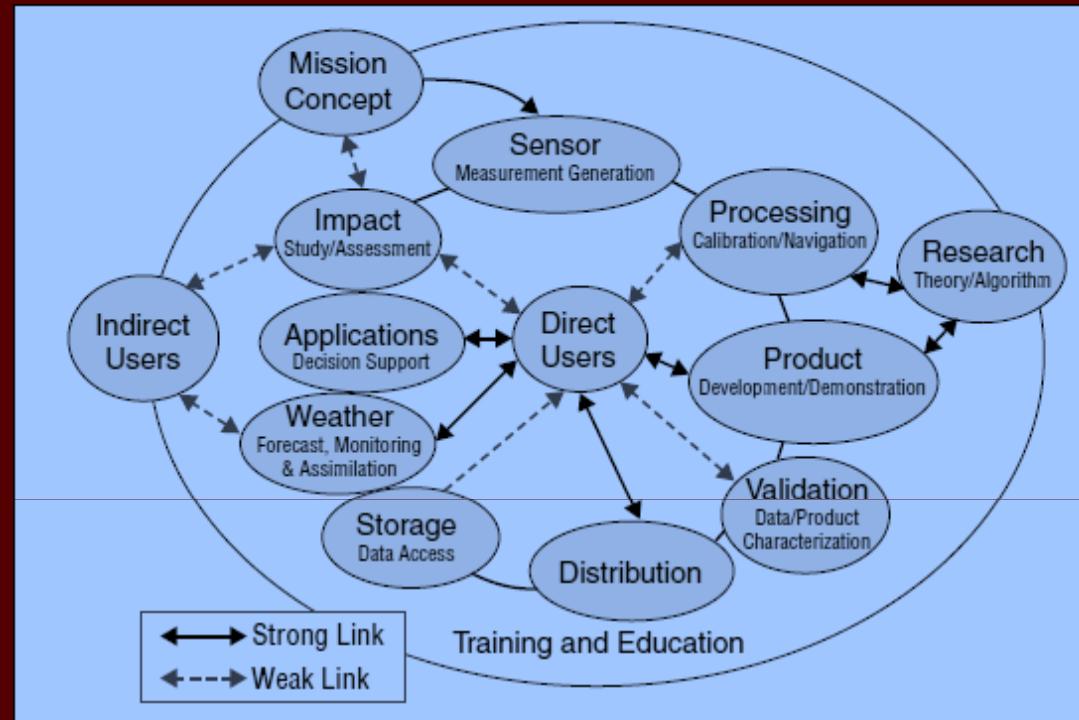 Mission
Concept
Sensor
Measurement Generation
Impact
Study/Assessment
Processing
Calibration/Navigation
Research
Theory/Algorithm
Indirect
Users
Applications
Decision Support
Direct
Users
Product
Development/Demonstration
Weather
Forecast, Monitoring
& Assimilation
Validation
Data/Product
Characterization
Storage
Data Access
Distribution
Training and Education
Strong Link
Weak Link